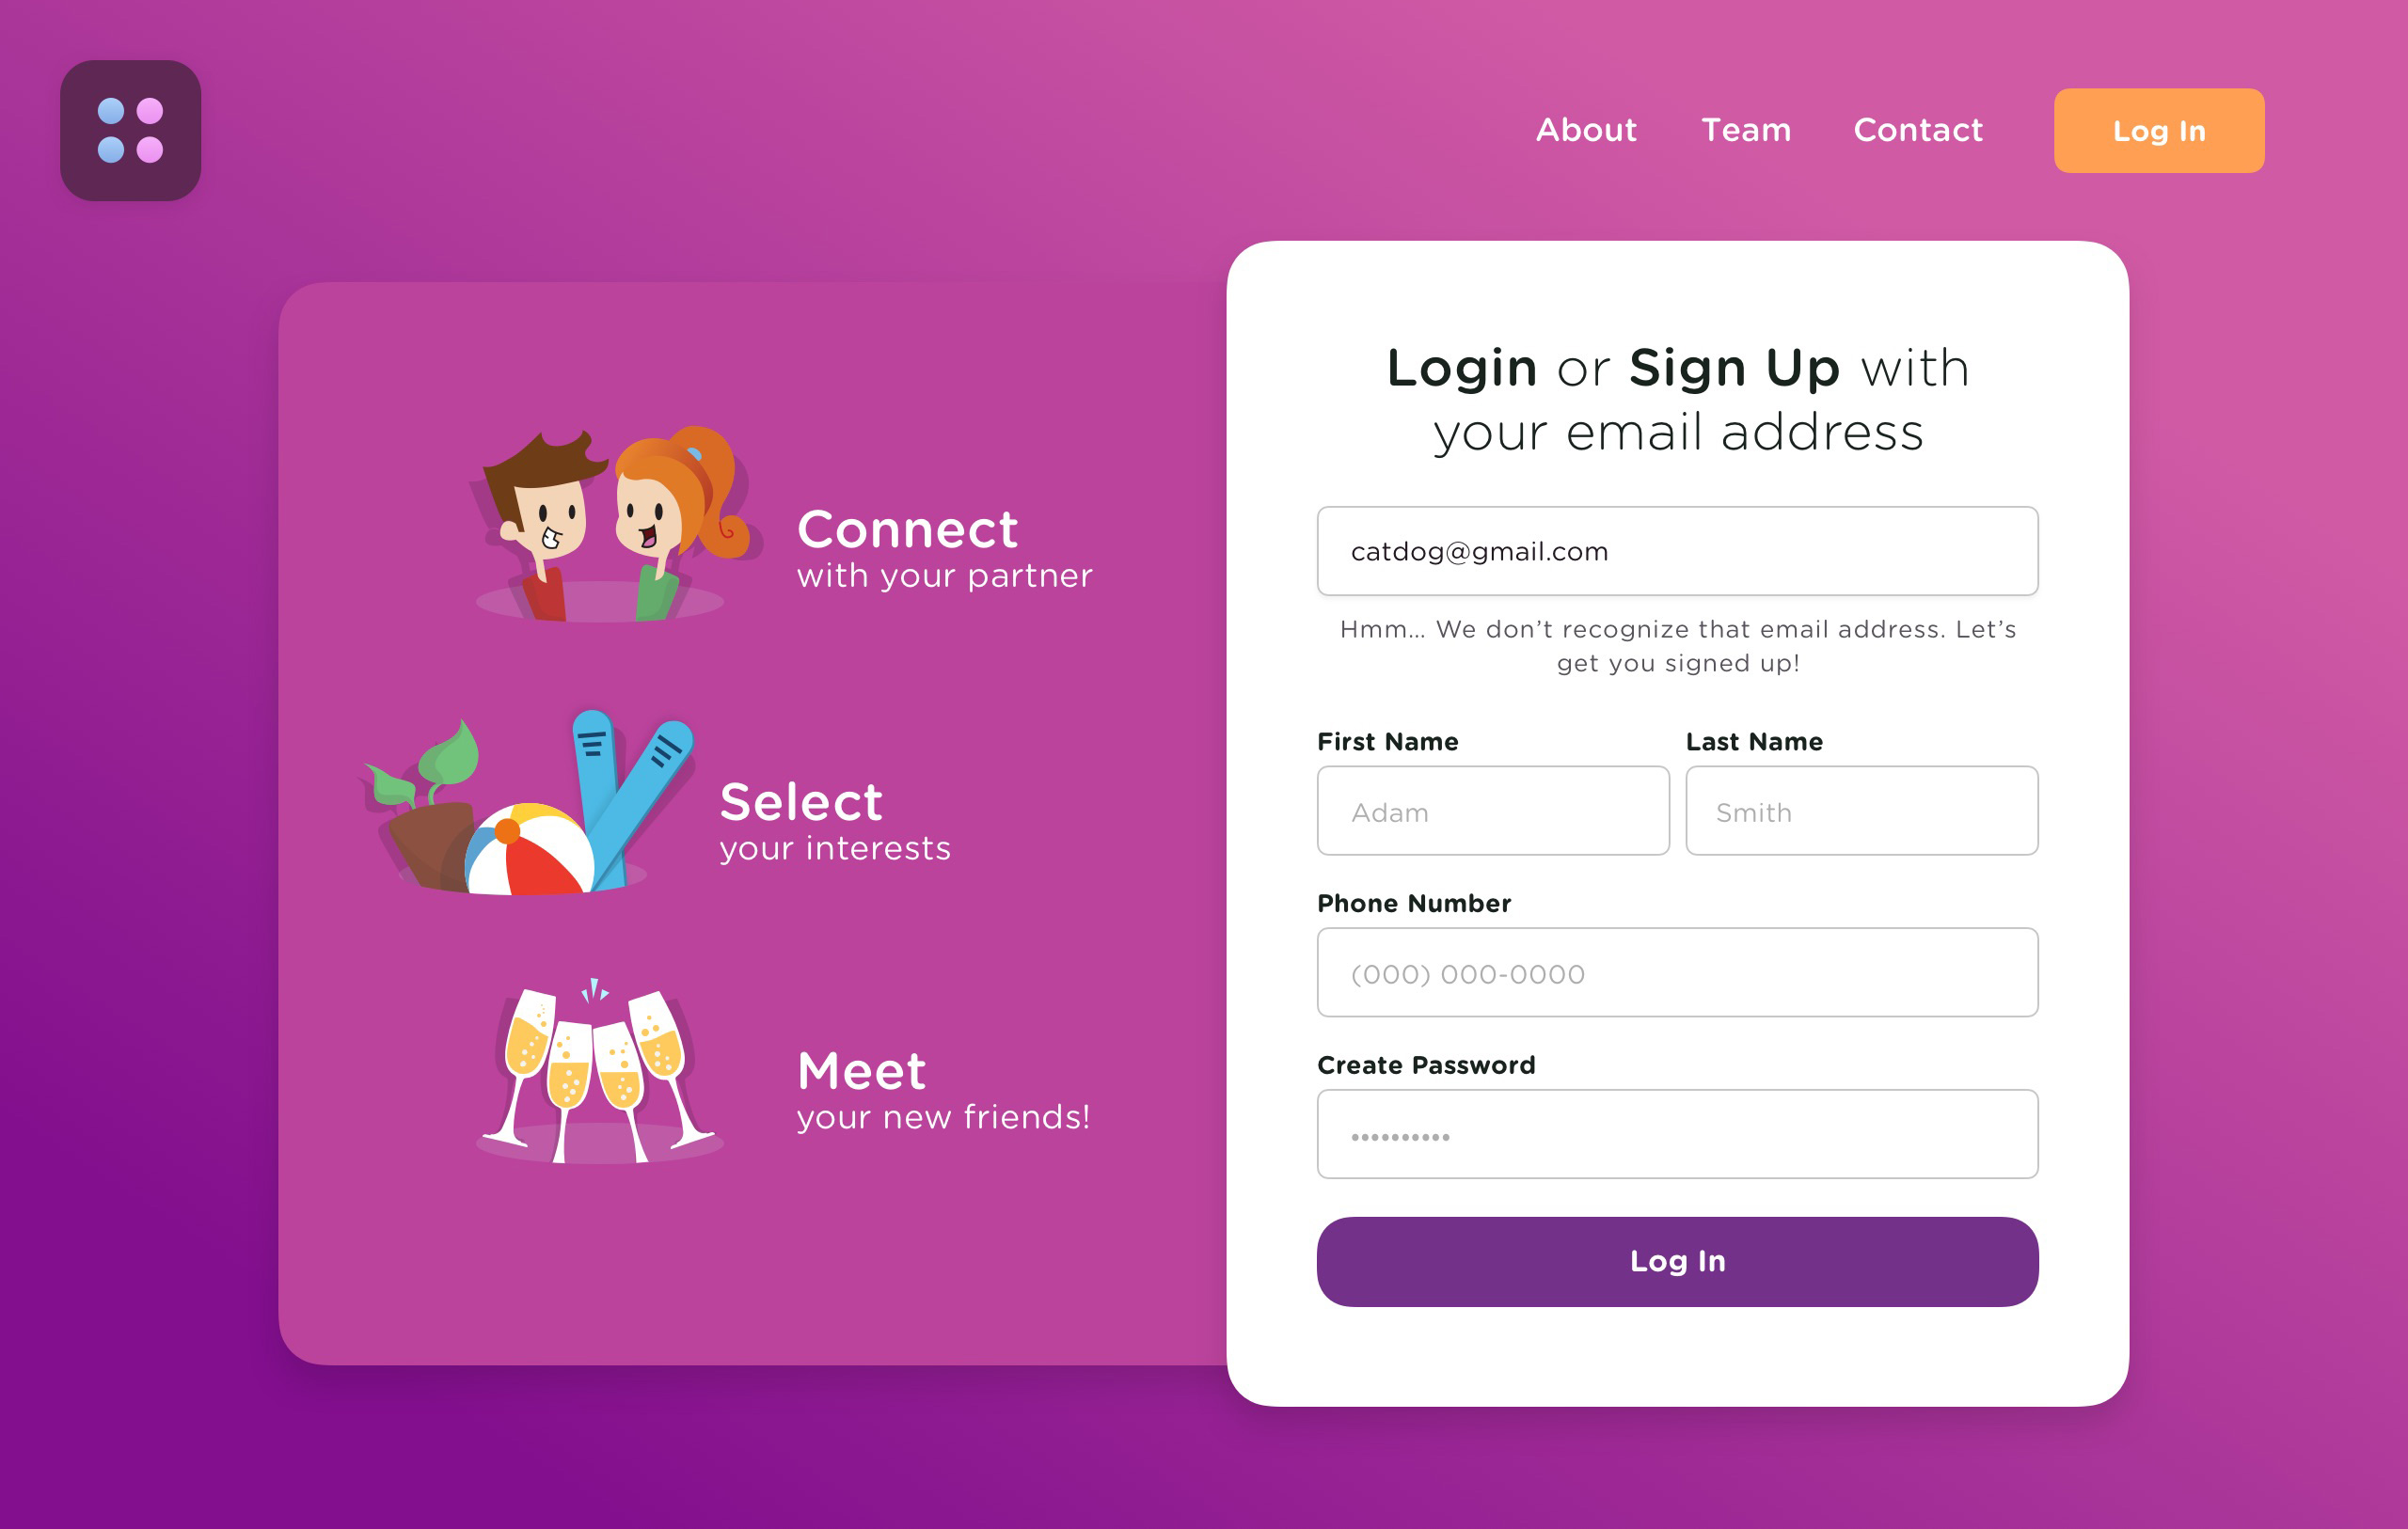 About Team Contact Log In
Connect
with your partner
Select
your interests
Meet
your new friends!
Login or Sign Up with
your email address
catdog@gmail.com
Hmm... We don’t recognize that email address. Let’s
get you signed up!
First Name Last Name
Adam Smith
Phone Number
(000) 000-0000
Create Password
••••••••••
Log In